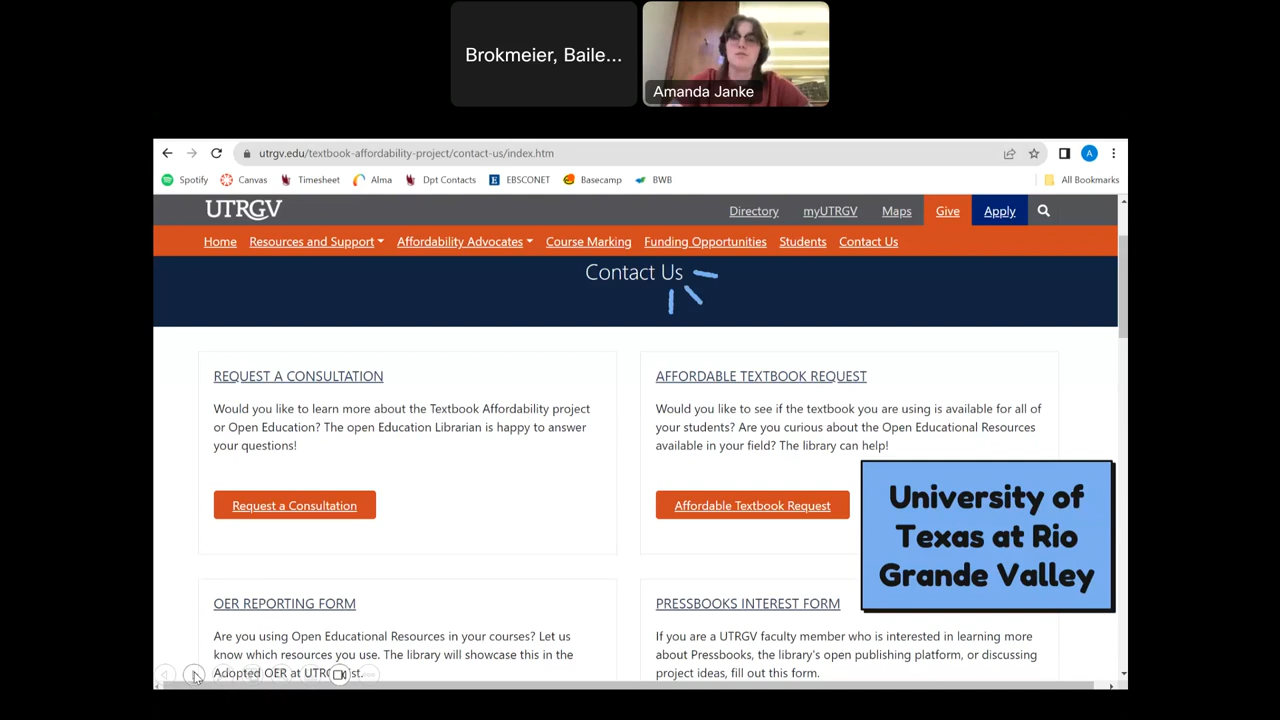 Brokmeier, Baile...
Amanda Janke
utrgv.edu/textbook-affordability-project/contact-us/index.htm
Spotify Canvas Timesheet Alma Dpt Contacts EBSCONET Basecamp BWB All Bookmarks
UTRGV Directory myUTRGV Maps Give Apply
Home Resources and Support Affordability Advocates Course Marking Funding Opportunities Students Contact Us
Contact Us
REQUEST A CONSULTATION
Would you like to learn more about the Textbook Affordability project
or Open Education? The open Education Librarian is happy to answer
your questions!
Request a Consultation
AFFORDABLE TEXTBOOK REQUEST
Would you like to see if the textbook you are using is available for all of
your students? Are you curious about the Open Educational Resources
available in your field? The library can help!
Affordable Textbook Request
University of
Texas at Rio
Grande Valley
OER REPORTING FORM
Are you using Open Educational Resources in your courses? Let us
know which resources you use. The library will showcase this in the
Adopted OER at
PRESSBOOKS INTEREST FORM
If you are a UTRGV faculty member who is interested in learning more
about Pressbooks, the library's open publishing platform, or discussing
project ideas, fill out this form.